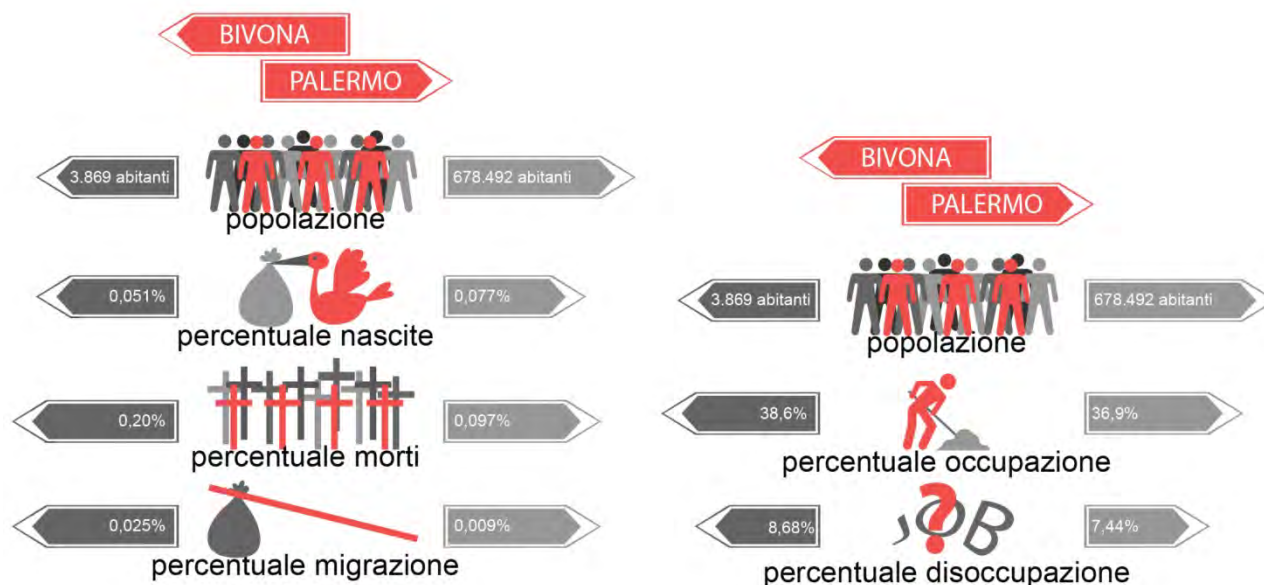 BIVONA
PALERMO
3.869 abitanti
678.492 abitanti
popolazione
0,051%
0,077%
percentuale nascite
0,20%
0,097%
percentuale morti
0,025%
0,009%
percentuale migrazione
BIVONA
PALERMO
3.869 abitanti
678.492 abitanti
popolazione
38,6%
36,9%
percentuale occupazione
8,68%
J?OB
7,44%
percentuale disoccupazione